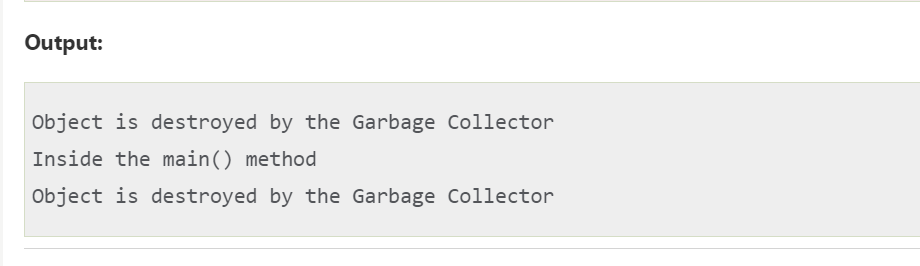 Output:
Object is destroyed by the Garbage Collector
Inside the main() method
Object is destroyed by the Garbage Collector